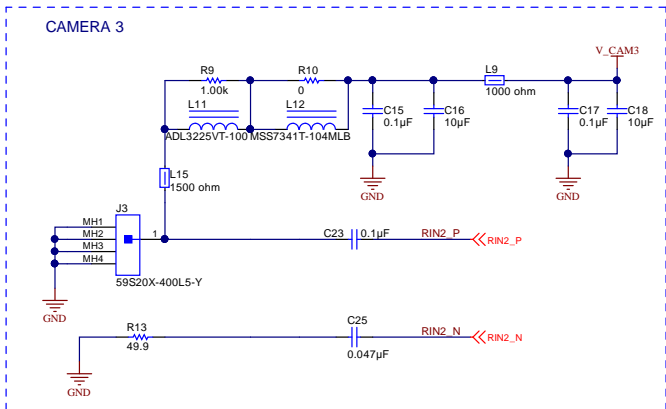 CAMERA 3
V_CAM3
R9
1.00k
R10
0
L9
1000 ohm
L11
ADL3225VT-100
L12
MSS7341T-104MLB
C15
0.1µF
C16
10µF
C17
0.1µF
C18
10µF
GND
GND
L15
1500 ohm
J3
MH1
MH2
MH3
MH4
1
59S20X-400L5-Y
C23
0.1µF
RIN2_P
RIN2_P
GND
R13
49.9
C25
0.047µF
RIN2_N
RIN2_N
GND